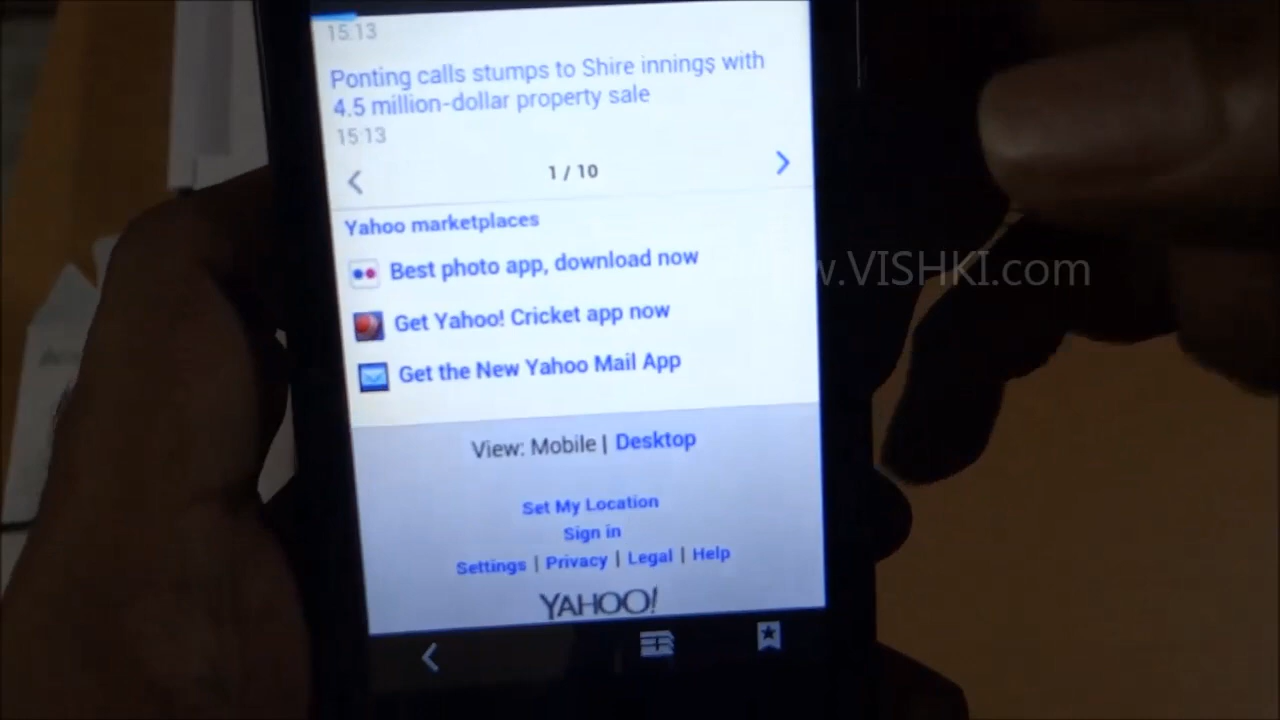 15:13
Ponting calls stumps to Shire innings with
4.5 million-dollar property sale
15:13
1 / 10
Yahoo marketplaces
Best photo app, download now
w.VISHKI.com
Get Yahoo! Cricket app now
Get the New Yahoo Mail App
View: Mobile | Desktop
Set My Location
Sign in
Settings | Privacy | Legal | Help
YAHOO!